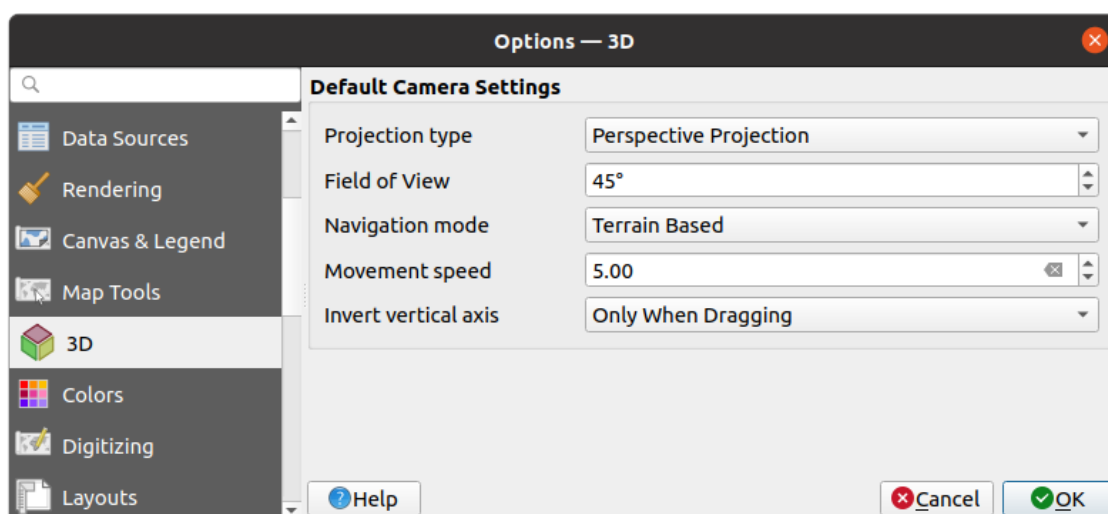 Options — 3D
Data Sources
Rendering
Canvas & Legend
Map Tools
3D
Colors
Digitizing
Layouts
Default Camera Settings
Projection type Perspective Projection
Field of View 45°
Navigation mode Terrain Based
Movement speed 5.00
Invert vertical axis Only When Dragging
Help Cancel OK